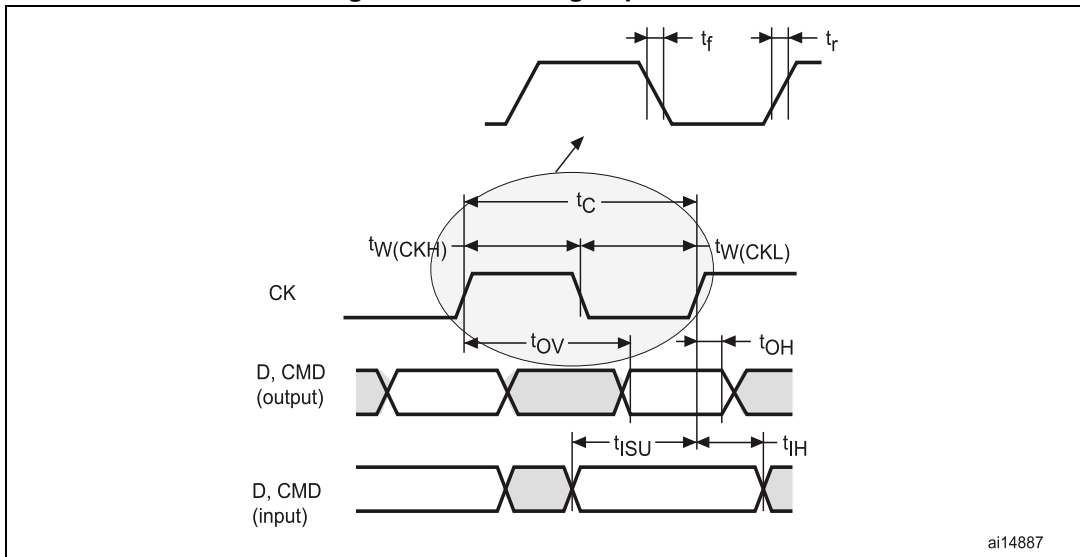 tf
tr
tC
tW(CKH)
tW(CKL)
CK
tOV
tOH
D, CMD
(output)
tISU
tIH
D, CMD
(input)
ai14887